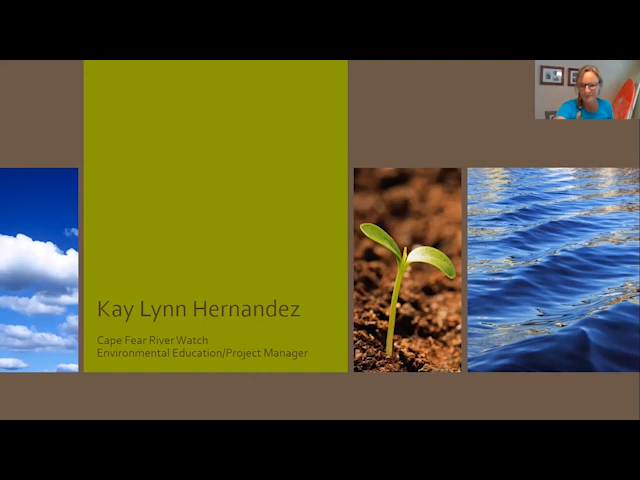 Kay Lynn Hernandez
Cape Fear River Watch
Environmental Education/Project Manager